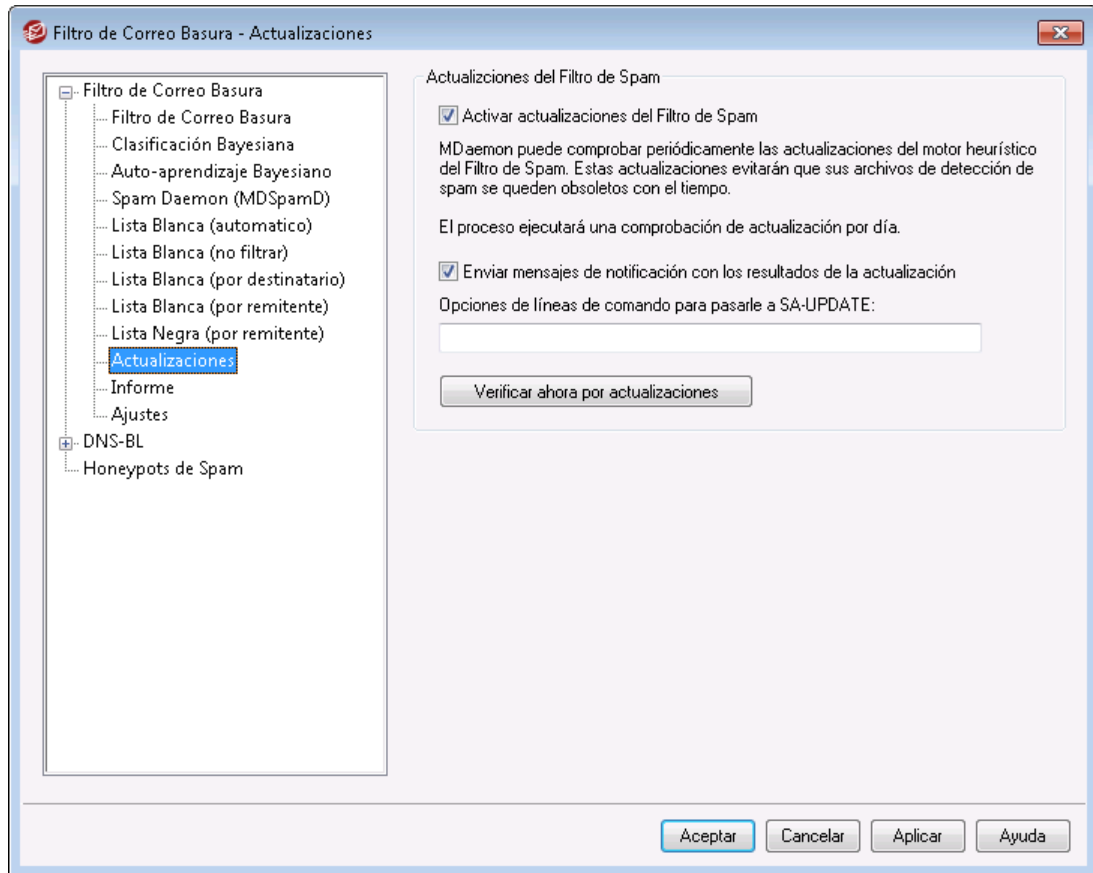 Filtro de Correo Basura - Actualizaciones
Filtro de Correo Basura
Filtro de Correo Basura
Clasificación Bayesiana
Auto-aprendizaje Bayesiano
Spam Daemon (MDSpamD)
Lista Blanca (automatico)
Lista Blanca (no filtrar)
Lista Blanca (por destinatario)
Lista Blanca (por remitente)
Lista Negra (por remitente)
Actualizaciones
Informe
Ajustes
DNS-BL
Honeypots de Spam
Actualizciones del Filtro de Spam
Activar actualizaciones del Filtro de Spam
MDaemon puede comprobar periódicamente las actualizaciones del motor heurístico
del Filtro de Spam. Estas actualizaciones evitarán que sus archivos de detección de
spam se queden obsoletos con el tiempo.
El proceso ejecutará una comprobación de actualización por día.
Enviar mensajes de notificación con los resultados de la actualización
Opciones de líneas de comando para pasarle a SA-UPDATE:
Verificar ahora por actualizaciones
Aceptar
Cancelar
Aplicar
Ayuda